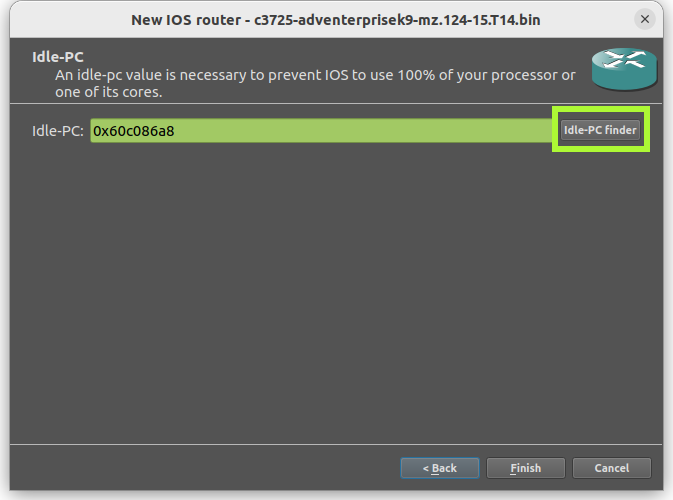 New IOS router - c3725-adventerprisek9-mz.124-15.T14.bin
Idle-PC
An idle-pc value is necessary to prevent IOS to use 100% of your processor or
one of its cores.
Idle-PC: 0x60c086a8 Idle-PC finder
< Back Finish Cancel